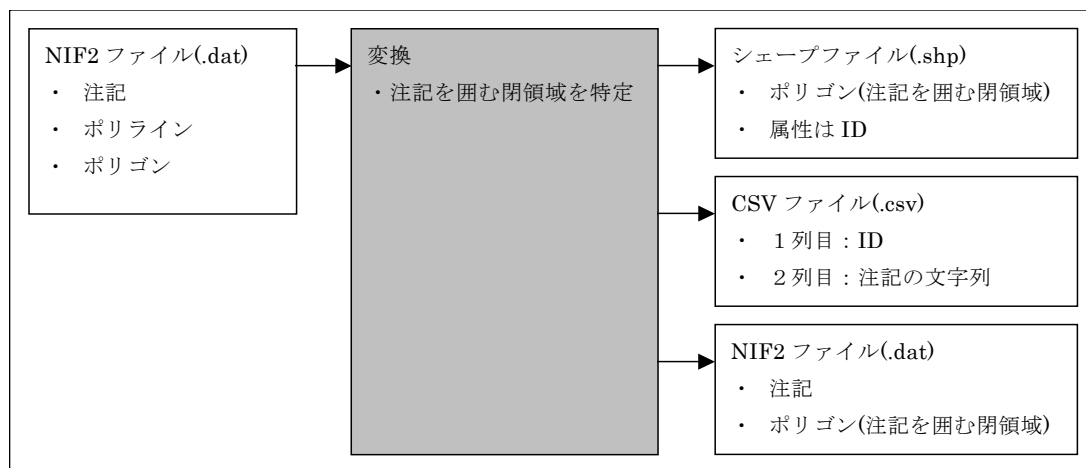 NIF2 ファイル(.dat)
・ 注記
・ ポリライン
・ ポリゴン
変換
・注記を囲む閉領域を特定
シェープファイル(.shp)
・ ポリゴン(注記を囲む閉領域)
・ 属性は ID
CSV ファイル(.csv)
・ １列目：ID
・ ２列目：注記の文字列
NIF2 ファイル(.dat)
・ 注記
・ ポリゴン(注記を囲む閉領域)